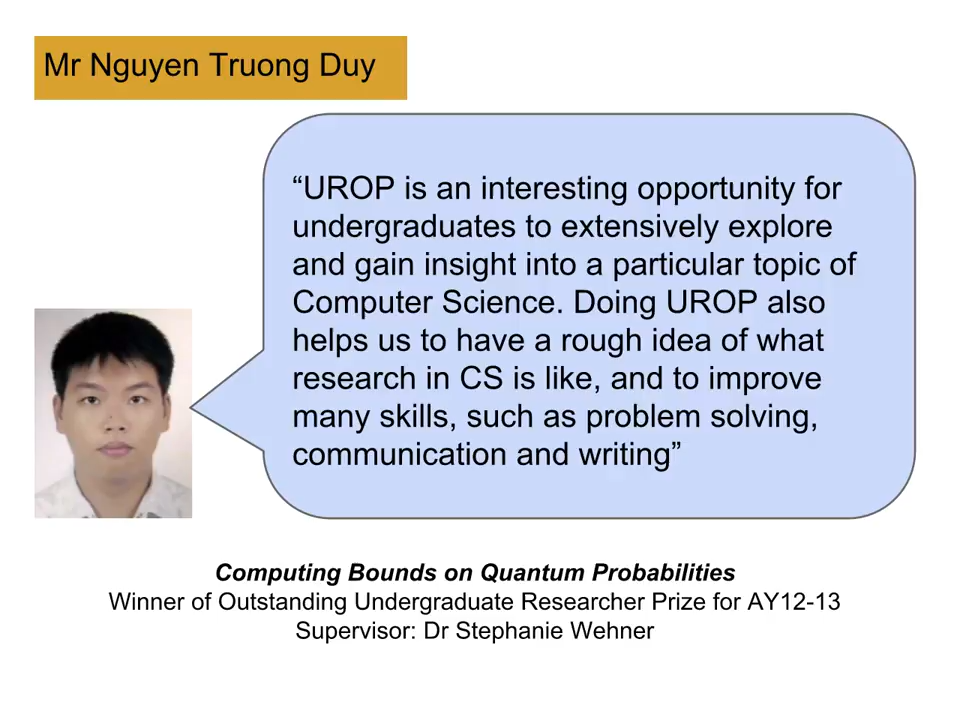 Mr Nguyen Truong Duy
“UROP is an interesting opportunity for
undergraduates to extensively explore
and gain insight into a particular topic of
Computer Science. Doing UROP also
helps us to have a rough idea of what
research in CS is like, and to improve
many skills, such as problem solving,
communication and writing”
Computing Bounds on Quantum Probabilities
Winner of Outstanding Undergraduate Researcher Prize for AY12-13
Supervisor: Dr Stephanie Wehner